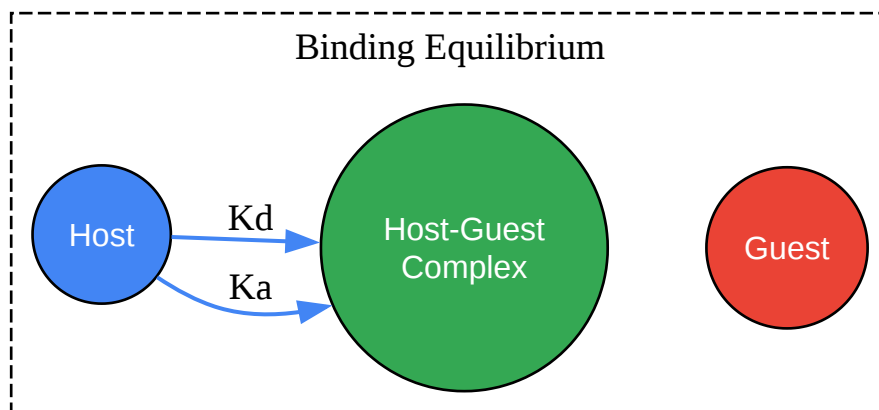 Binding Equilibrium
Host
Kd
Ka
Host-Guest
Complex
Guest